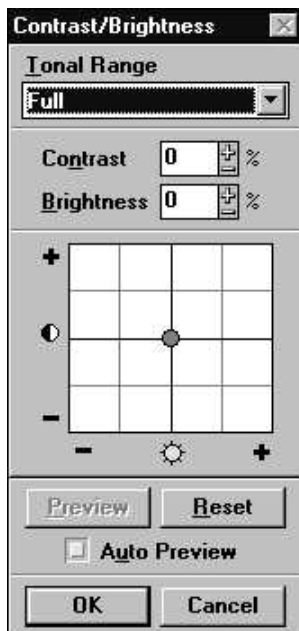 Contrast/Brightness
Tonal Range
Full
Contrast 0 %
Brightness 0 %
+
-
- +
Preview Reset
Auto Preview
OK Cancel